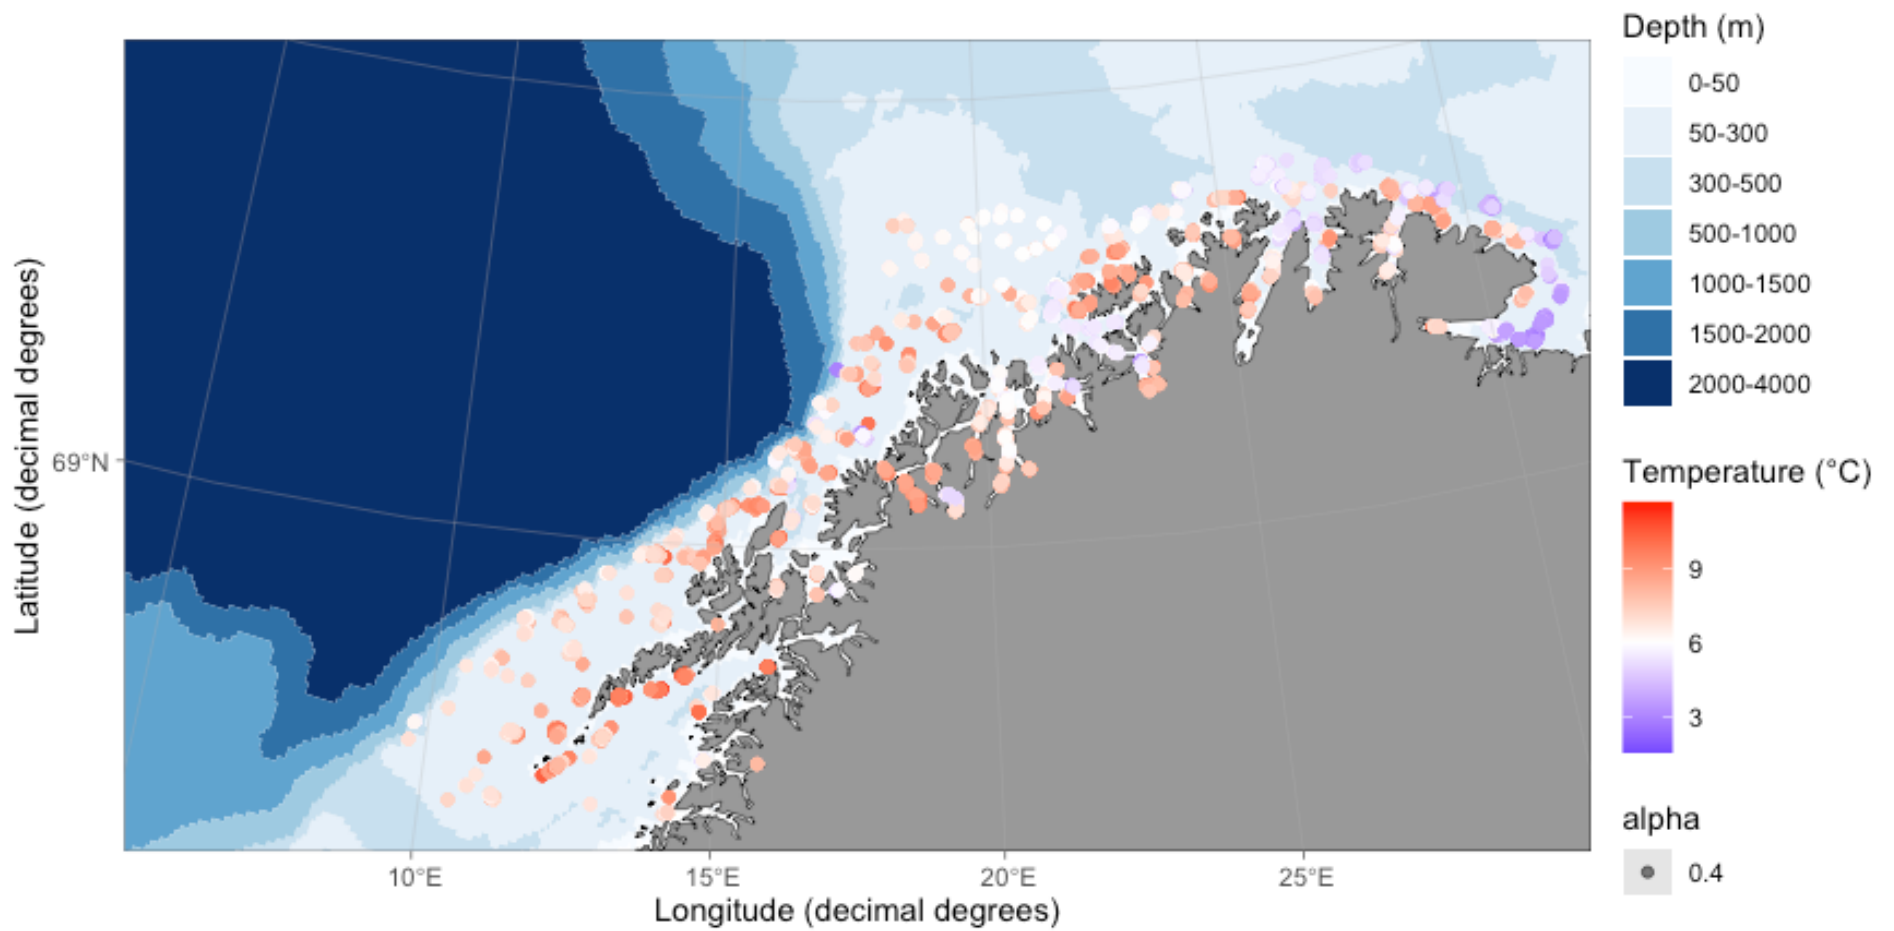 Depth (m)
0-50
50-300
300-500
500-1000
1000-1500
1500-2000
2000-4000
Latitude (decimal degrees)
69°N
Temperature (°C)
9
6
3
alpha
0.4
10°E
15°E
20°E
25°E
Longitude (decimal degrees)